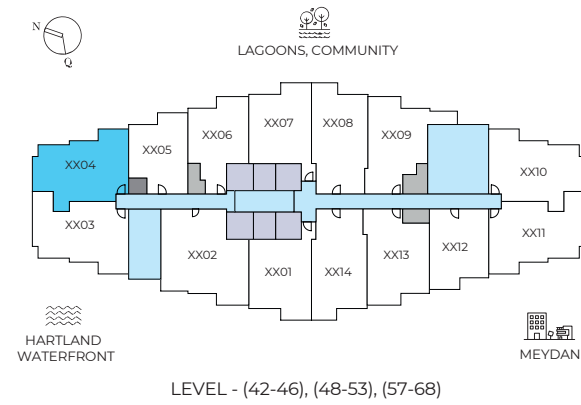 N
Q
LAGOONS, COMMUNITY
XX07
XX08
XX06
XX09
XX05
XX04
XX10
XX03
XX02
XX01
XX14
XX13
XX12
XX11
HARTLAND
WATERFRONT
MEYDAN
LEVEL - (42-46), (48-53), (57-68)